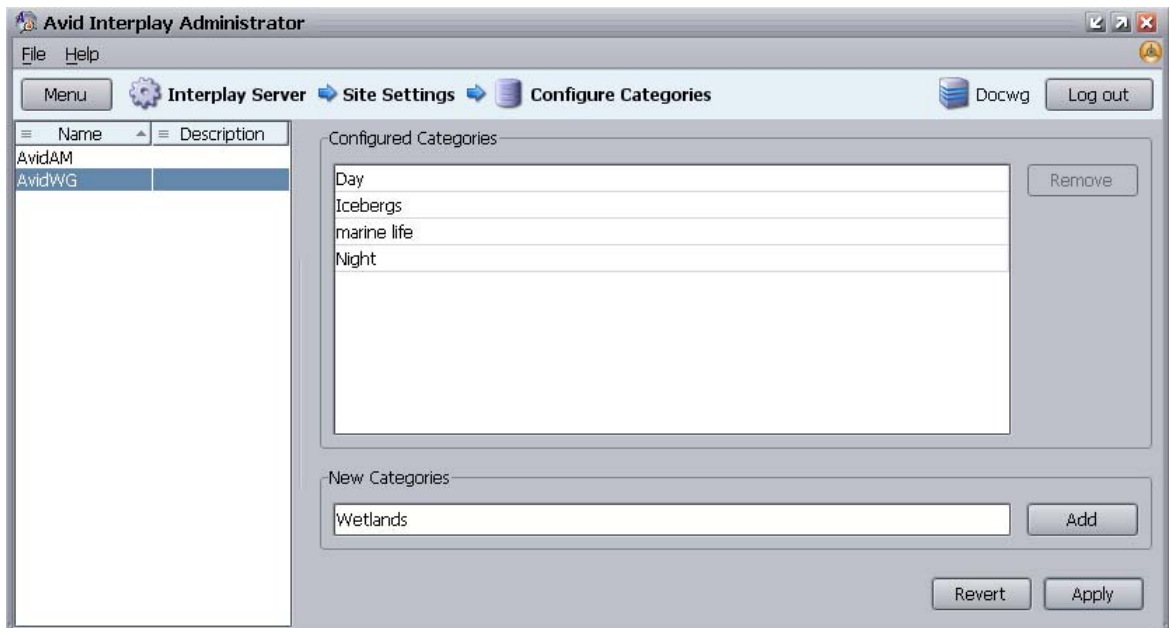 Avid Interplay Administrator
File Help
Menu Interplay Server Site Settings Configure Categories Docwg Log out
Name Description
AvidAM
AvidWG
Configured Categories
Day
Icebergs
marine life
Night
Remove
New Categories
Wetlands
Add
Revert Apply